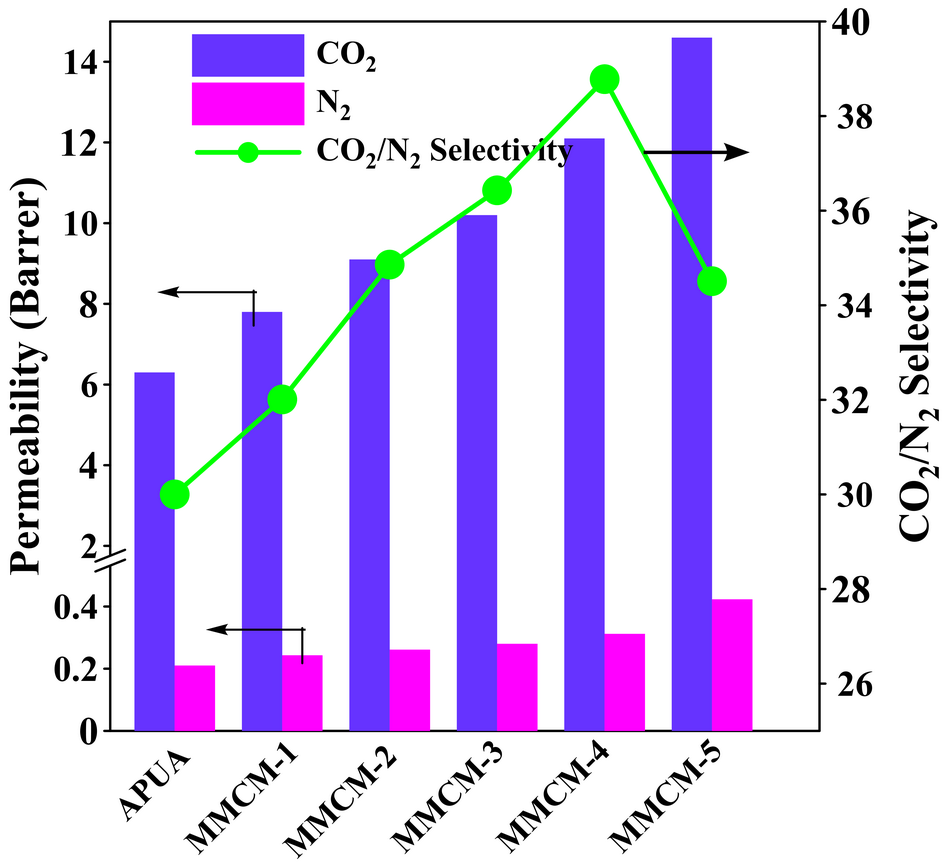 CO₂
N₂
CO₂/N₂ Selectivity
Permeability (Barrer)
14
12
10
8
6
4
2
0.4
0.2
0
40
38
36
34
32
30
28
26
CO₂/N₂ Selectivity
APUA
MMCM-1
MMCM-2
MMCM-3
MMCM-4
MMCM-5